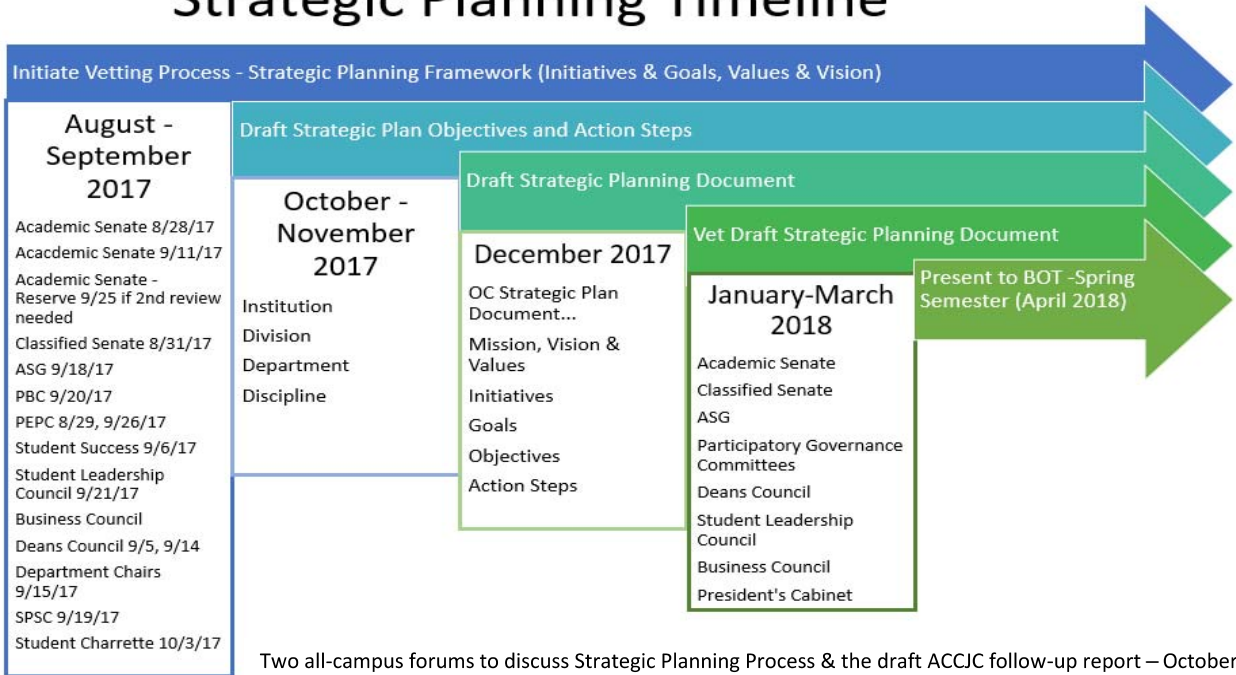 Strategic Planning Timeline
Initiate Vetting Process - Strategic Planning Framework (Initiatives & Goals, Values & Vision)
August -
September
2017
Academic Senate 8/28/17
Acacdemic Senate 9/11/17
Academic Senate -
Reserve 9/25 if 2nd review
needed
Classified Senate 8/31/17
ASG 9/18/17
PBC 9/20/17
PEPC 8/29, 9/26/17
Student Success 9/6/17
Student Leadership
Council 9/21/17
Business Council
Deans Council 9/5, 9/14
Department Chairs
9/15/17
SPSC 9/19/17
Student Charrette 10/3/17
Draft Strategic Plan Objectives and Action Steps
October -
November
2017
Institution
Division
Department
Discipline
Draft Strategic Planning Document
December 2017
OC Strategic Plan
Document...
Mission, Vision &
Values
Initiatives
Goals
Objectives
Action Steps
Vet Draft Strategic Planning Document
January-March
2018
Academic Senate
Classified Senate
ASG
Participatory Governance
Committees
Deans Council
Student Leadership
Council
Business Council
President's Cabinet
Present to BOT -Spring
Semester (April 2018)
Two all-campus forums to discuss Strategic Planning Process & the draft ACCJC follow-up report – October